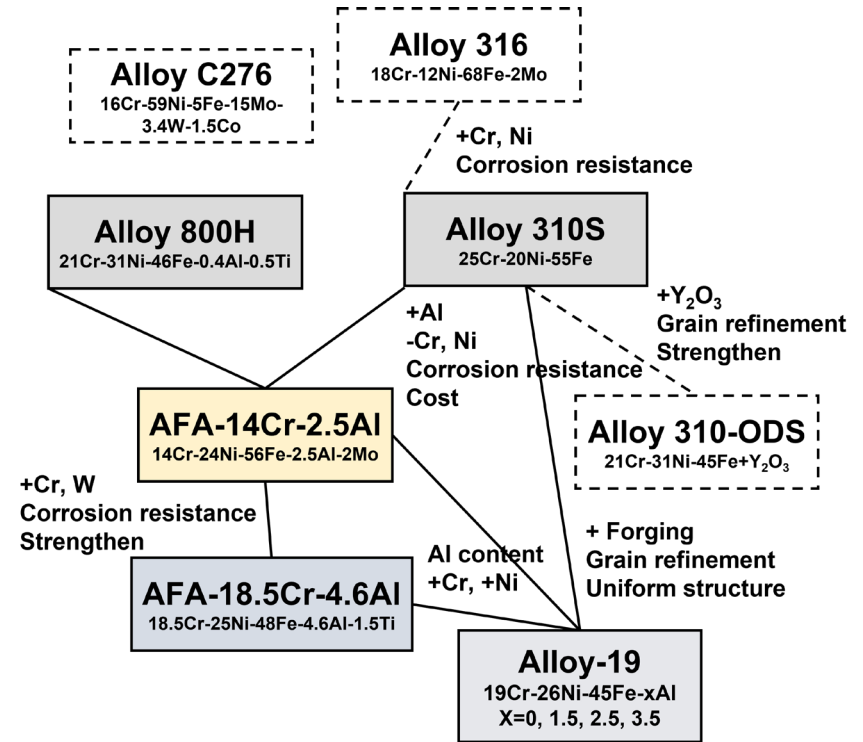 Alloy 316
18Cr-12Ni-68Fe-2Mo
Alloy C276
16Cr-59Ni-5Fe-15Mo-
3.4W-1.5Co
+Cr, Ni
Corrosion resistance
Alloy 800H
21Cr-31Ni-46Fe-0.4Al-0.5Ti
Alloy 310S
25Cr-20Ni-55Fe
+Al
-Cr, Ni
Corrosion resistance
Cost
+Y₂O₃
Grain refinement
Strengthen
AFA-14Cr-2.5Al
14Cr-24Ni-56Fe-2.5Al-2Mo
Alloy 310-ODS
21Cr-31Ni-45Fe+Y₂O₃
+Cr, W
Corrosion resistance
Strengthen
Al content
+Cr, +Ni
+ Forging
Grain refinement
Uniform structure
AFA-18.5Cr-4.6Al
18.5Cr-25Ni-48Fe-4.6Al-1.5Ti
Alloy-19
19Cr-26Ni-45Fe-xAl
X=0, 1.5, 2.5, 3.5